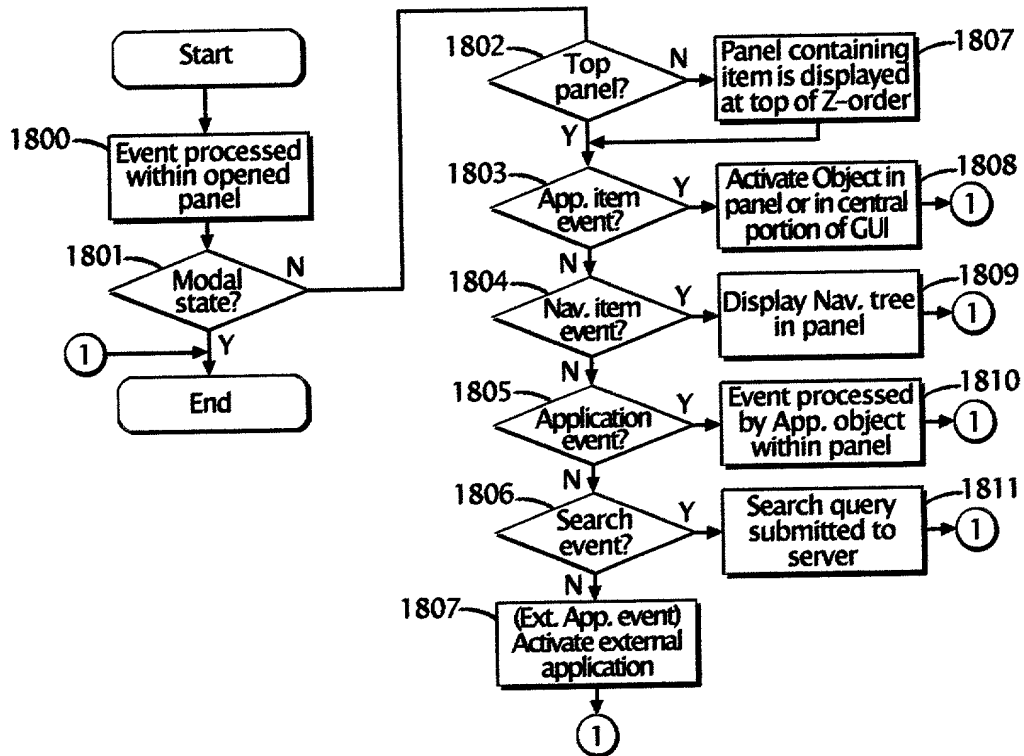 Start
1800
Event processed
within opened
panel
1801
Modal
state?
N
Y
1
End
1802
Top
panel?
N
Y
1807
Panel containing
item is displayed
at top of Z-order
1803
App. item
event?
Y
N
1808
Activate Object in
panel or in central
portion of GUI
1
1804
Nav. item
event?
Y
N
1809
Display Nav. tree
in panel
1
1805
Application
event?
Y
N
1810
Event processed
by App. object
within panel
1
1806
Search
event?
Y
N
1811
Search query
submitted to
server
1
1807
(Ext. App. event)
Activate external
application
1